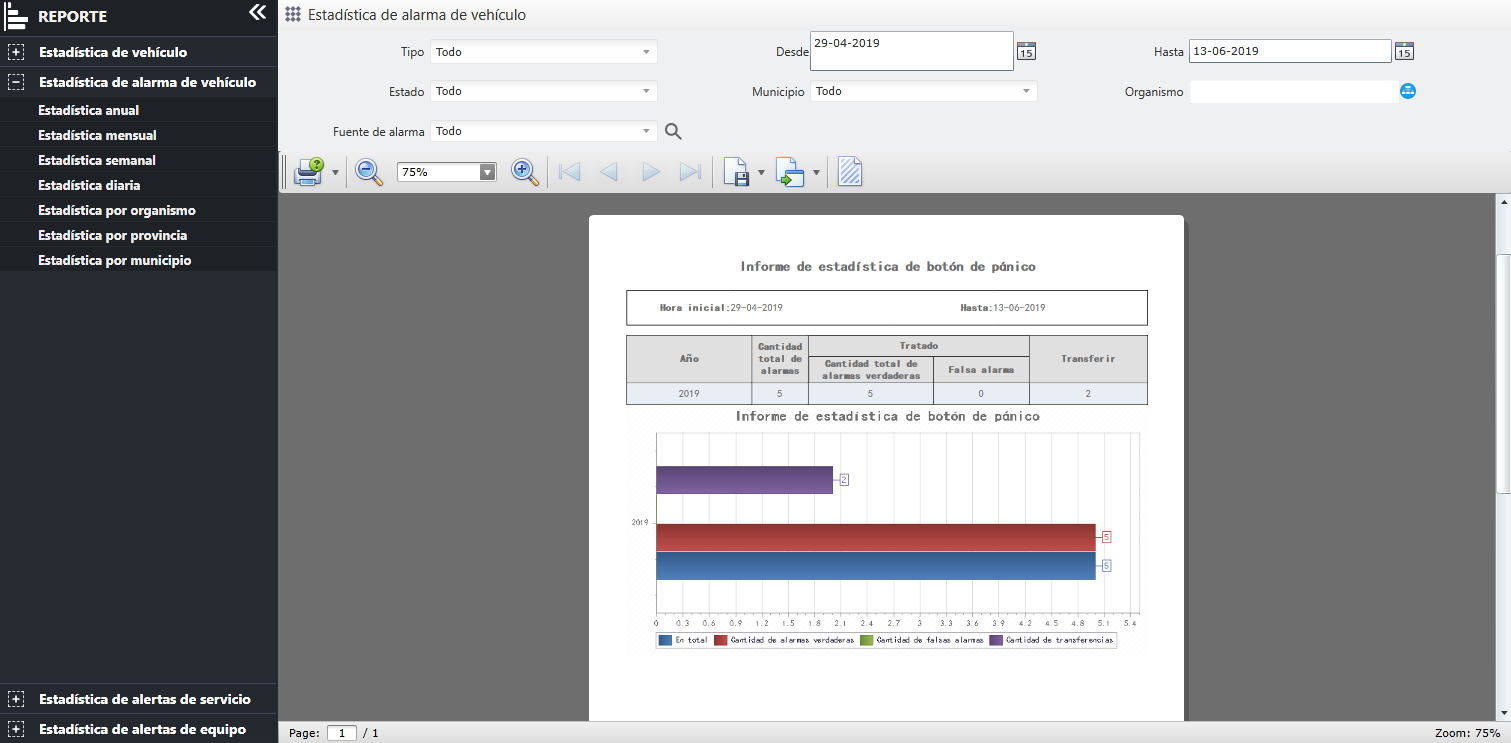 REPORTE
Estadística de vehículo
Estadística de alarma de vehículo
Estadística anual
Estadística mensual
Estadística semanal
Estadística diaria
Estadística por organismo
Estadística por provincia
Estadística por municipio
Estadística de alertas de servicio
Estadística de alertas de equipo
Estadística de alarma de vehículo
Tipo Todo Desde 29-04-2019 15 Hasta 13-06-2019 15
Estado Todo Municipio Todo Organismo
Fuente de alarma Todo
75%
Informe de estadística de botón de pánico
Hora inicial:29-04-2019 Hasta:13-06-2019
Año Cantidad total de alarmas Tratado Transferir
Cantidad total de alarmas verdaderas Falsa alarma
2019 5 5 0 2
Informe de estadística de botón de pánico
2
2019
5
5
0 0.3 0.6 0.9 1.2 1.5 1.8 2.1 2.4 2.7 3 3.3 3.6 3.9 4.2 4.5 4.8 5.1 5.4
En total Cantidad de alarmas verdaderas Cantidad de falsas alarmas Cantidad de transferencias
Page: 1 / 1 Zoom: 75%